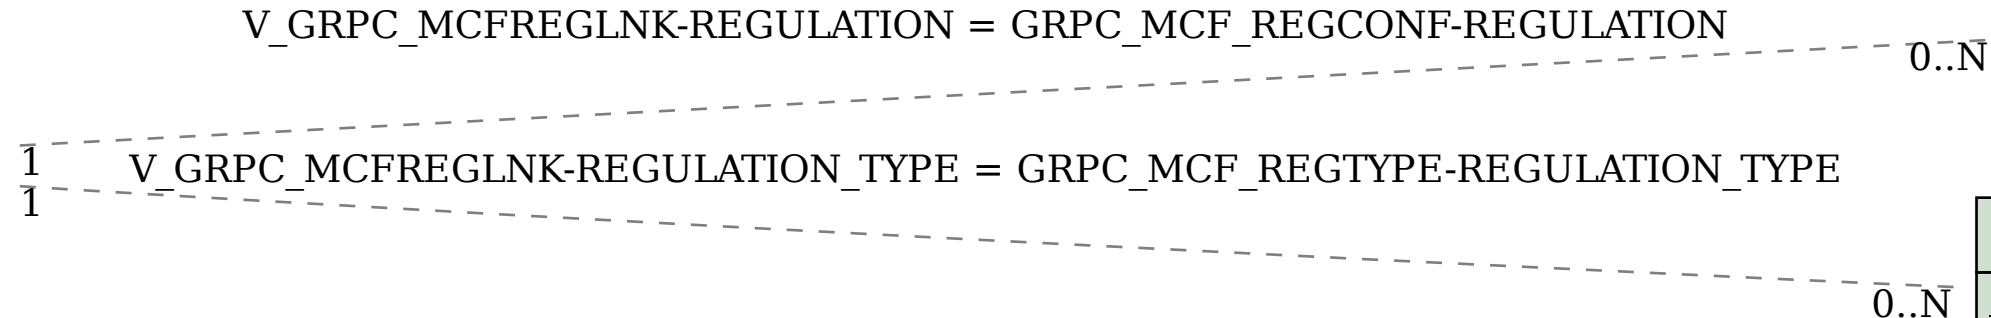 V_GRPC_MCFREGLNK-REGULATION = GRPC_MCF_REGCONF-REGULATION
0..N
1
V_GRPC_MCFREGLNK-REGULATION_TYPE = GRPC_MCF_REGTYPE-REGULATION_TYPE
1
0..N